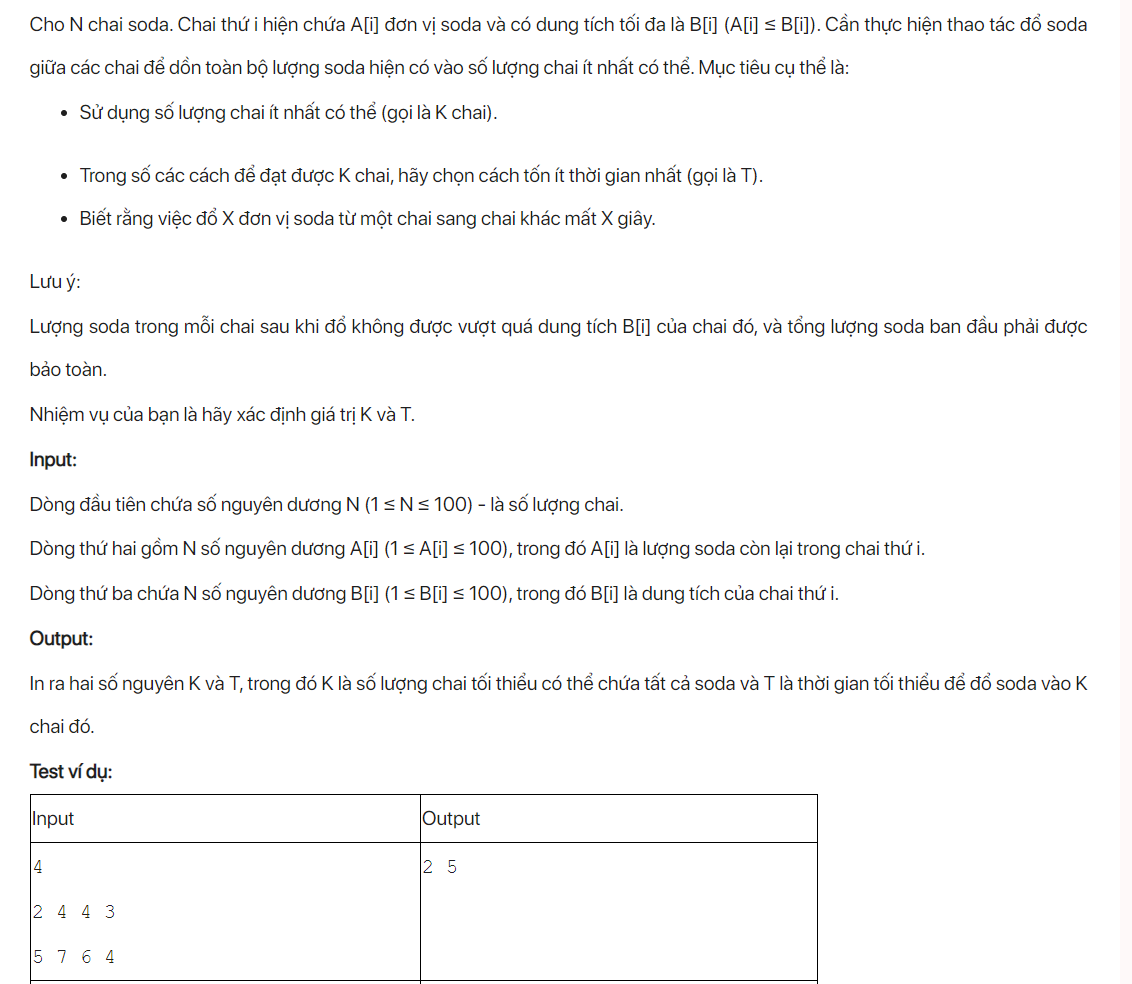 Cho N chai soda. Chai thứ i hiện chứa A[i] đơn vị soda và có dung tích tối đa là B[i] (A[i] ≤ B[i]). Cần thực hiện thao tác đổ soda
giữa các chai để dồn toàn bộ lượng soda hiện có vào số lượng chai ít nhất có thể. Mục tiêu cụ thể là:
• Sử dụng số lượng chai ít nhất có thể (gọi là K chai).
• Trong số các cách để đạt được K chai, hãy chọn cách tốn ít thời gian nhất (gọi là T).
• Biết rằng việc đổ X đơn vị soda từ một chai sang chai khác mất X giây.
Lưu ý:
Lượng soda trong mỗi chai sau khi đổ không được vượt quá dung tích B[i] của chai đó, và tổng lượng soda ban đầu phải được
bảo toàn.
Nhiệm vụ của bạn là hãy xác định giá trị K và T.
Input:
Dòng đầu tiên chứa số nguyên dương N (1 ≤ N ≤ 100) - là số lượng chai.
Dòng thứ hai gồm N số nguyên dương A[i] (1 ≤ A[i] ≤ 100), trong đó A[i] là lượng soda còn lại trong chai thứ i.
Dòng thứ ba chứa N số nguyên dương B[i] (1 ≤ B[i] ≤ 100), trong đó B[i] là dung tích của chai thứ i.
Output:
In ra hai số nguyên K và T, trong đó K là số lượng chai tối thiểu có thể chứa tất cả soda và T là thời gian tối thiểu để đổ soda vào K
chai đó.
Test ví dụ:
Input Output
4 2 5
2 4 4 3
5 7 6 4